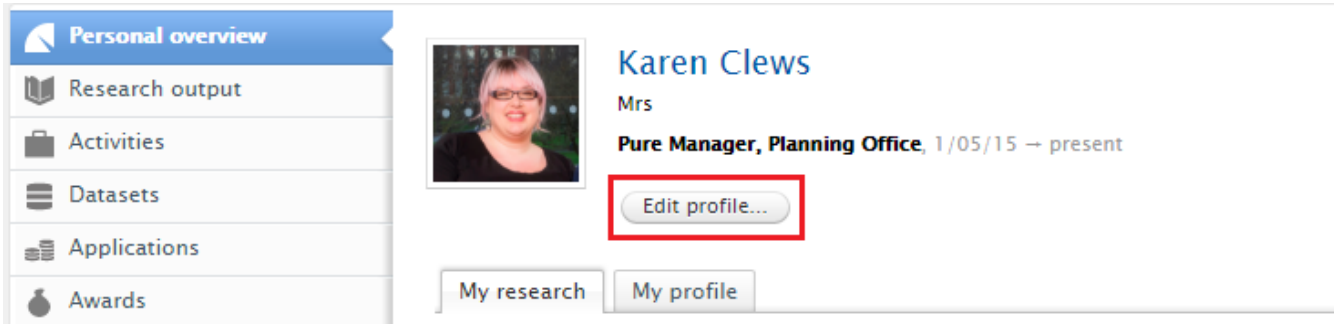 Personal overview
Research output
Activities
Datasets
Applications
Awards
Karen Clews
Mrs
Pure Manager, Planning Office, 1/05/15 → present
Edit profile...
My research
My profile